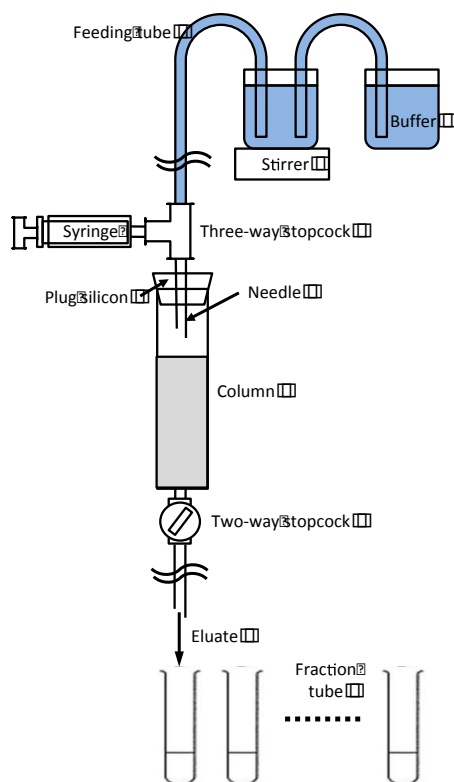 Feeding tube
Buffer
Stirrer
Syringe
Three-way stopcock
Plug silicon
Needle
Column
Two-way stopcock
Eluate
Fraction
tube